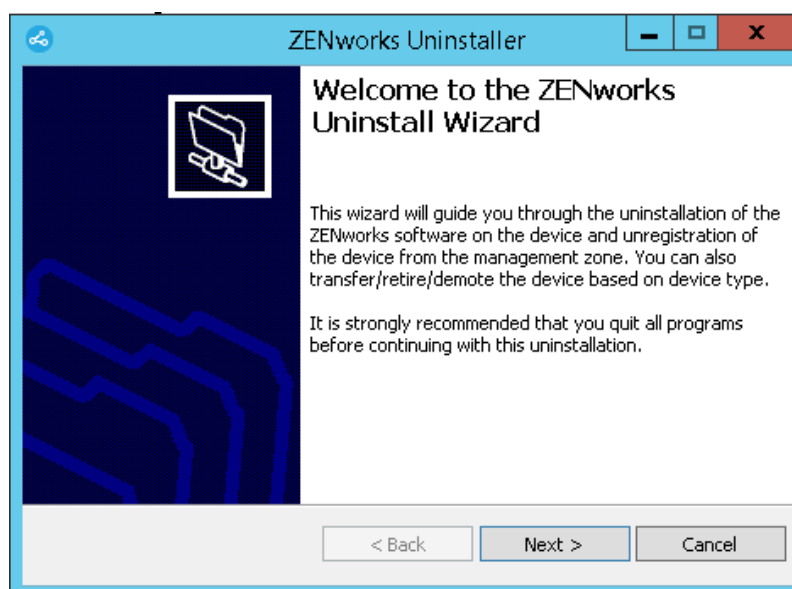 ZENworks Uninstaller
Welcome to the ZENworks
Uninstall Wizard
This wizard will guide you through the uninstallation of the
ZENworks software on the device and unregistration of
the device from the management zone. You can also
transfer/retire/demote the device based on device type.
It is strongly recommended that you quit all programs
before continuing with this uninstallation.
< Back
Next >
Cancel